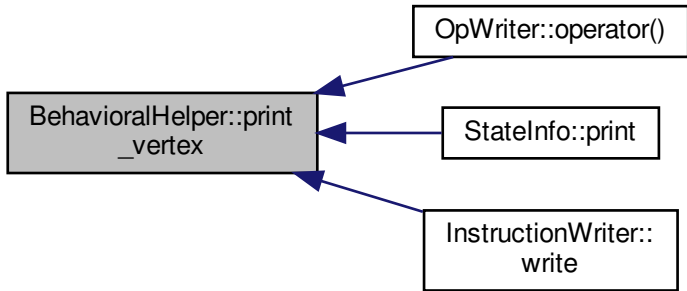 OpWriter::operator()
BehavioralHelper::print
_vertex
StateInfo::print
InstructionWriter::
write